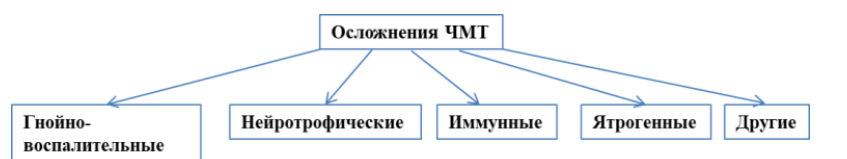 Осложнения ЧМТ
Гнойно-
воспалительные
Нейротрофические
Иммунные
Ятрогенные
Другие